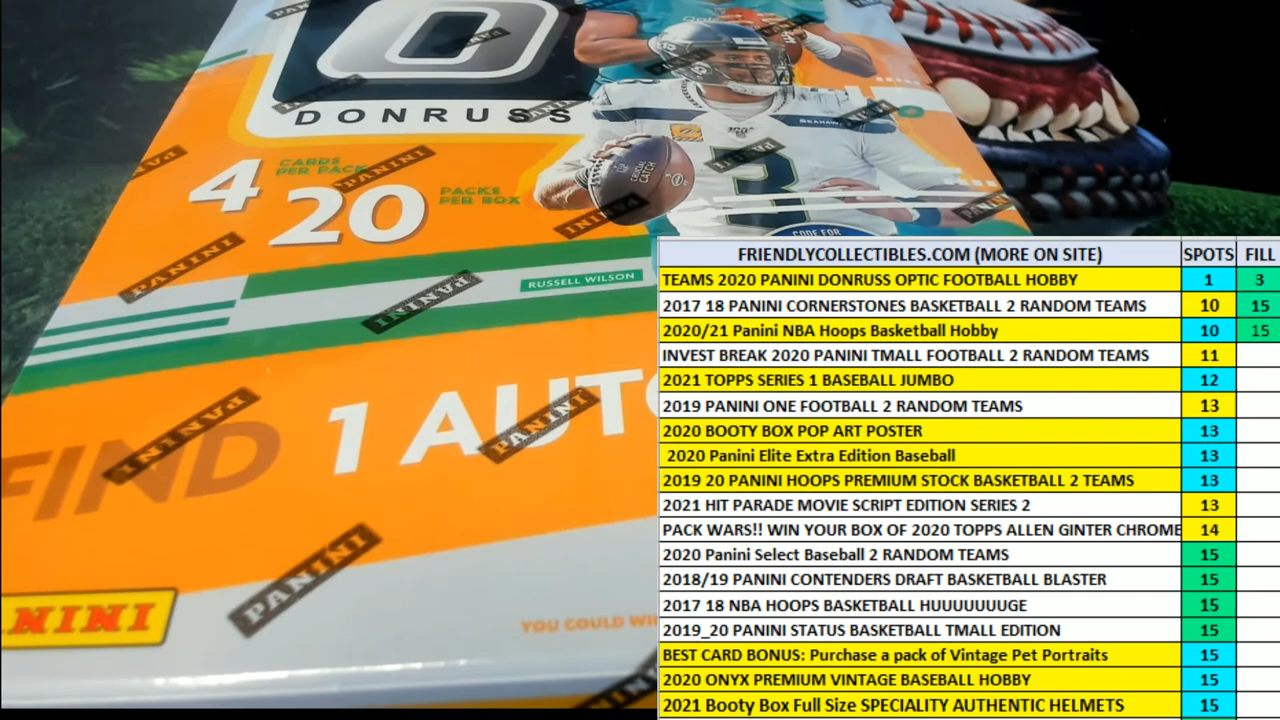 DONRUSS
4 CARDS PER PACK
20 PACKS PER BOX
SEAHAWKS
CRUCIAL CATCH
3
CODE FOR
RUSSELL WILSON
FIND 1 AUT
PANINI
YOU COULD WIN
FRIENDLYCOLLECTIBLES.COM (MORE ON SITE) SPOTS FILL
TEAMS 2020 PANINI DONRUSS OPTIC FOOTBALL HOBBY 1 3
2017 18 PANINI CORNERSTONES BASKETBALL 2 RANDOM TEAMS 10 15
2020/21 Panini NBA Hoops Basketball Hobby 10 15
INVEST BREAK 2020 PANINI TMALL FOOTBALL 2 RANDOM TEAMS 11
2021 TOPPS SERIES 1 BASEBALL JUMBO 12
2019 PANINI ONE FOOTBALL 2 RANDOM TEAMS 13
2020 BOOTY BOX POP ART POSTER 13
2020 Panini Elite Extra Edition Baseball 13
2019 20 PANINI HOOPS PREMIUM STOCK BASKETBALL 2 TEAMS 13
2021 HIT PARADE MOVIE SCRIPT EDITION SERIES 2 13
PACK WARS!! WIN YOUR BOX OF 2020 TOPPS ALLEN GINTER CHROME 14
2020 Panini Select Baseball 2 RANDOM TEAMS 15
2018/19 PANINI CONTENDERS DRAFT BASKETBALL BLASTER 15
2017 18 NBA HOOPS BASKETBALL HUUUUUUUGE 15
2019_20 PANINI STATUS BASKETBALL TMALL EDITION 15
BEST CARD BONUS: Purchase a pack of Vintage Pet Portraits 15
2020 ONYX PREMIUM VINTAGE BASEBALL HOBBY 15
2021 Booty Box Full Size SPECIALITY AUTHENTIC HELMETS 15